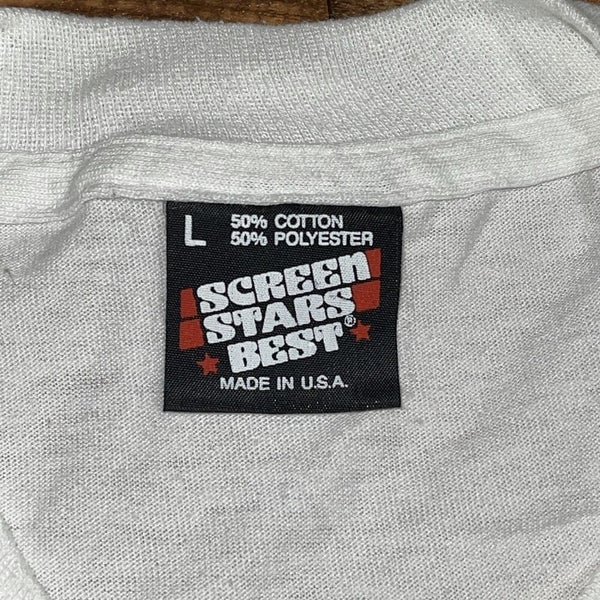 L 50% COTTON
50% POLYESTER
SCREEN
STARS
BEST®
MADE IN U.S.A.